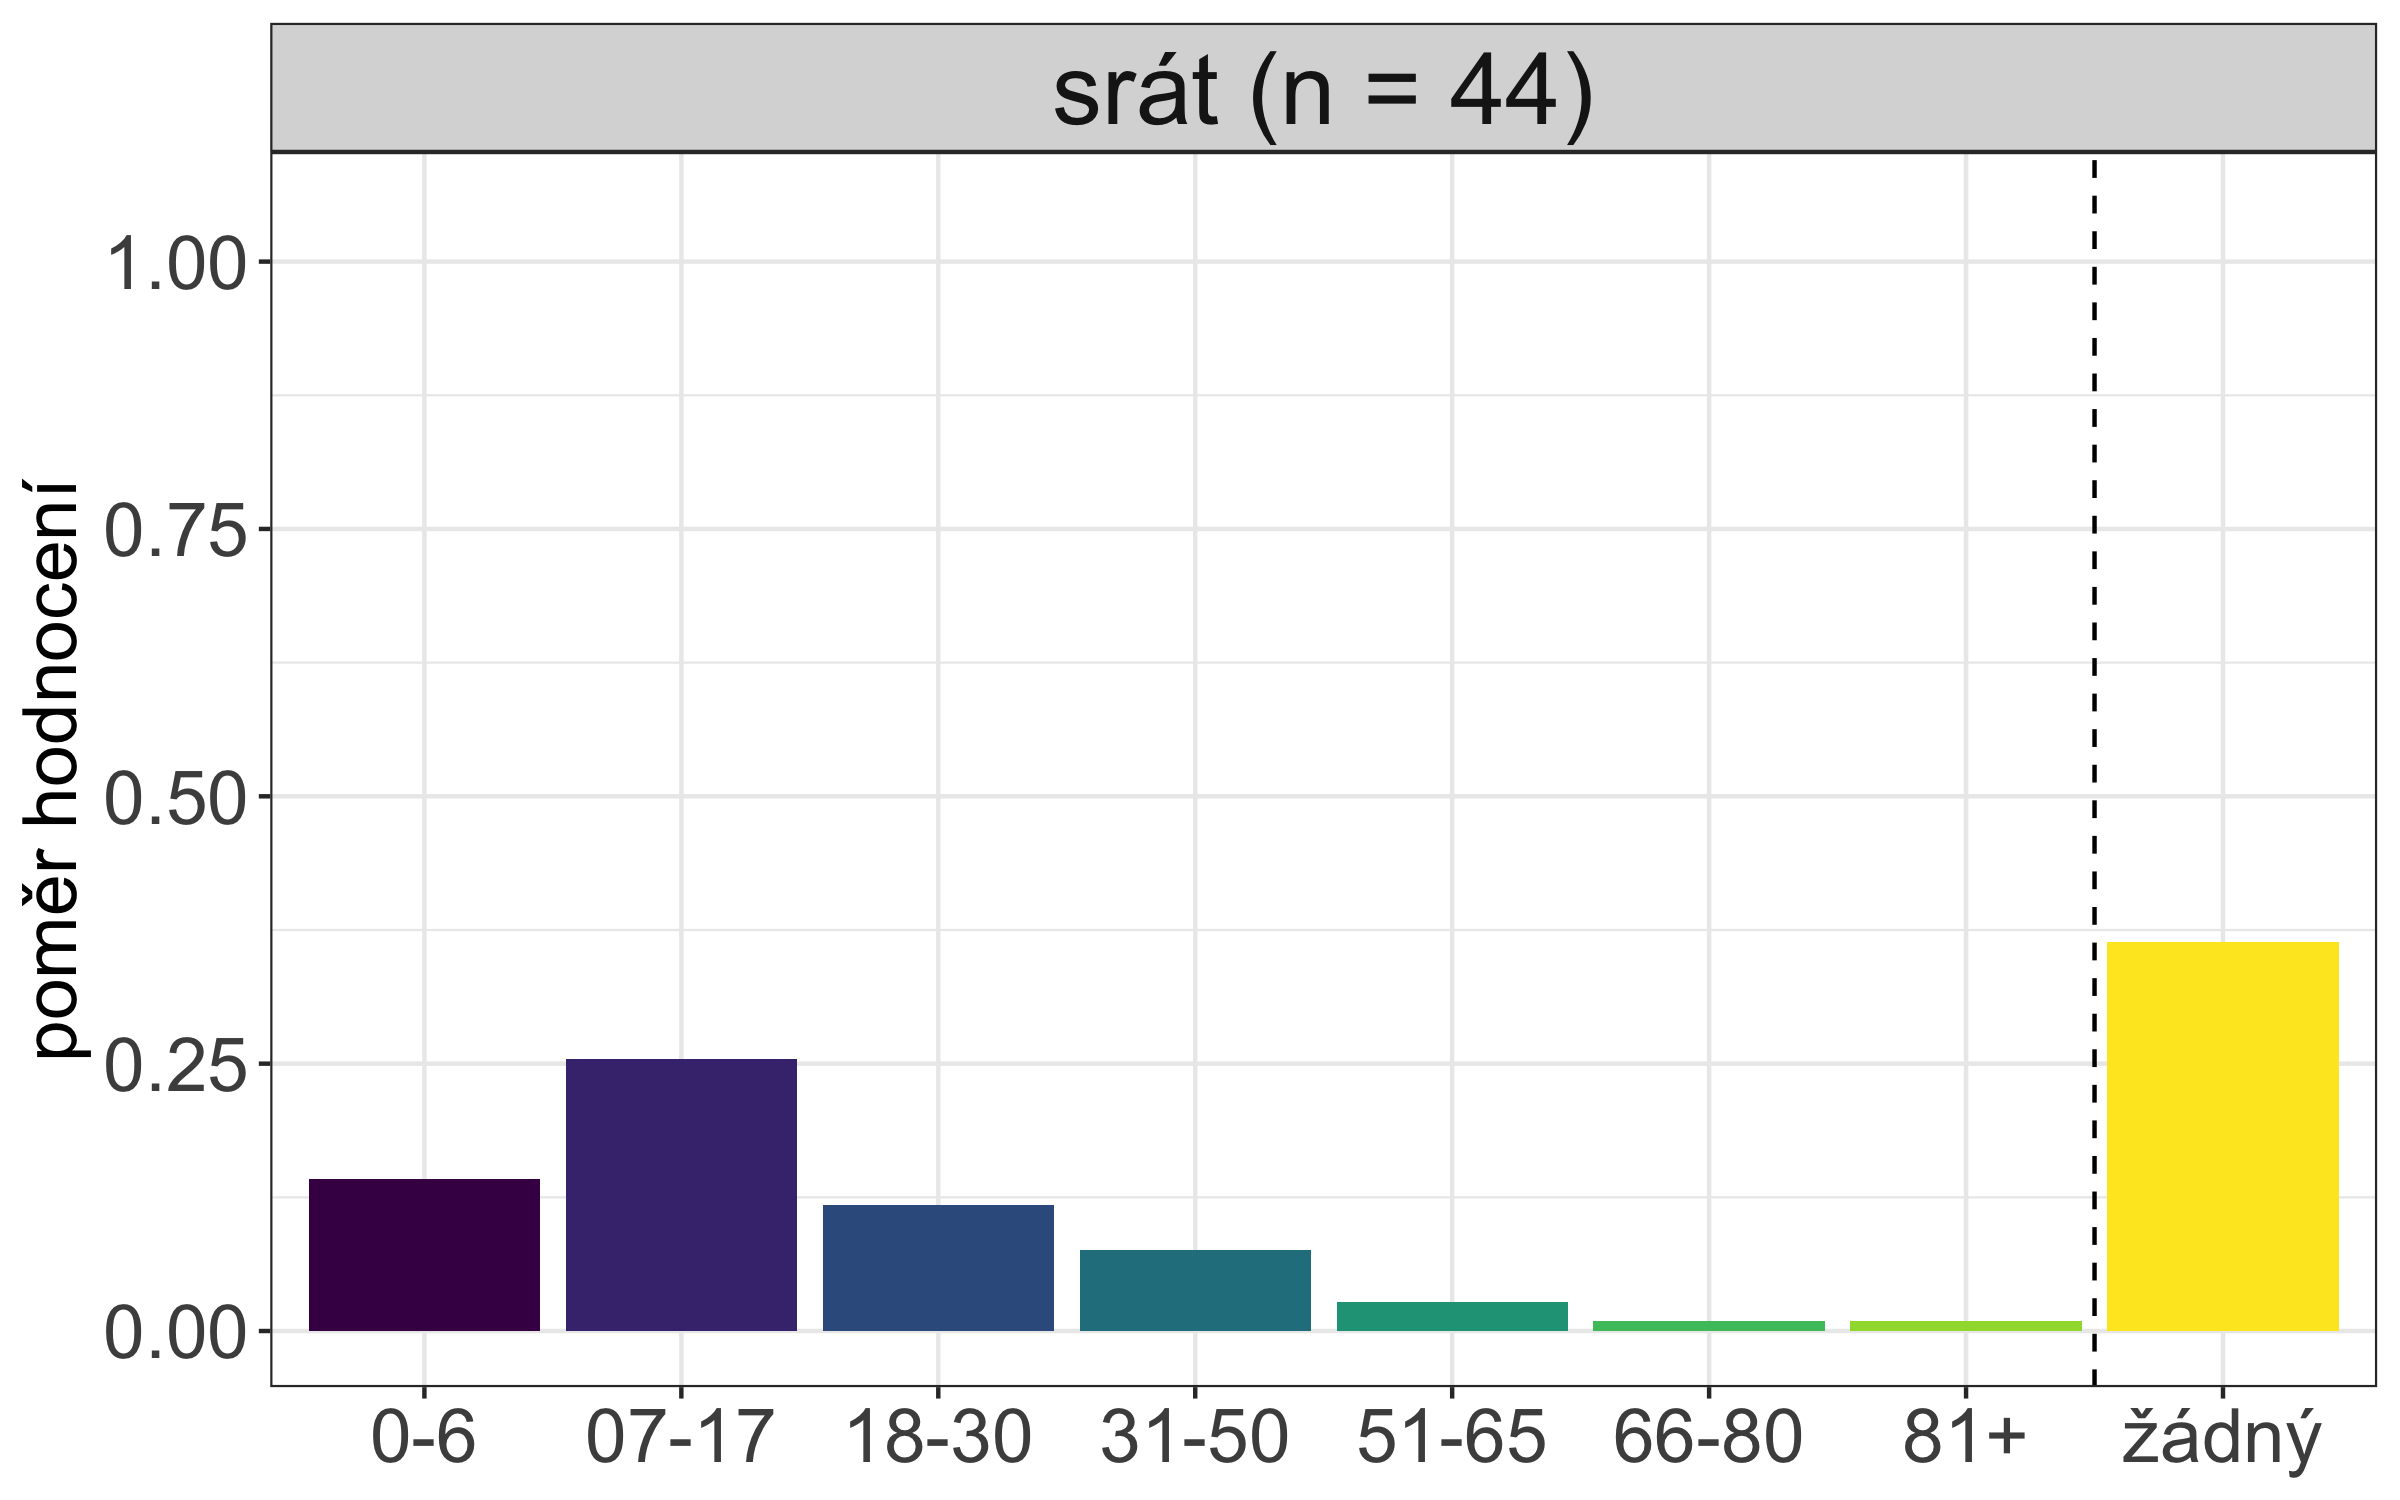 srát (n = 44)
poměr hodnocení
1.00
0.75
0.50
0.25
0.00
0-6 07-17 18-30 31-50 51-65 66-80 81+ žádný